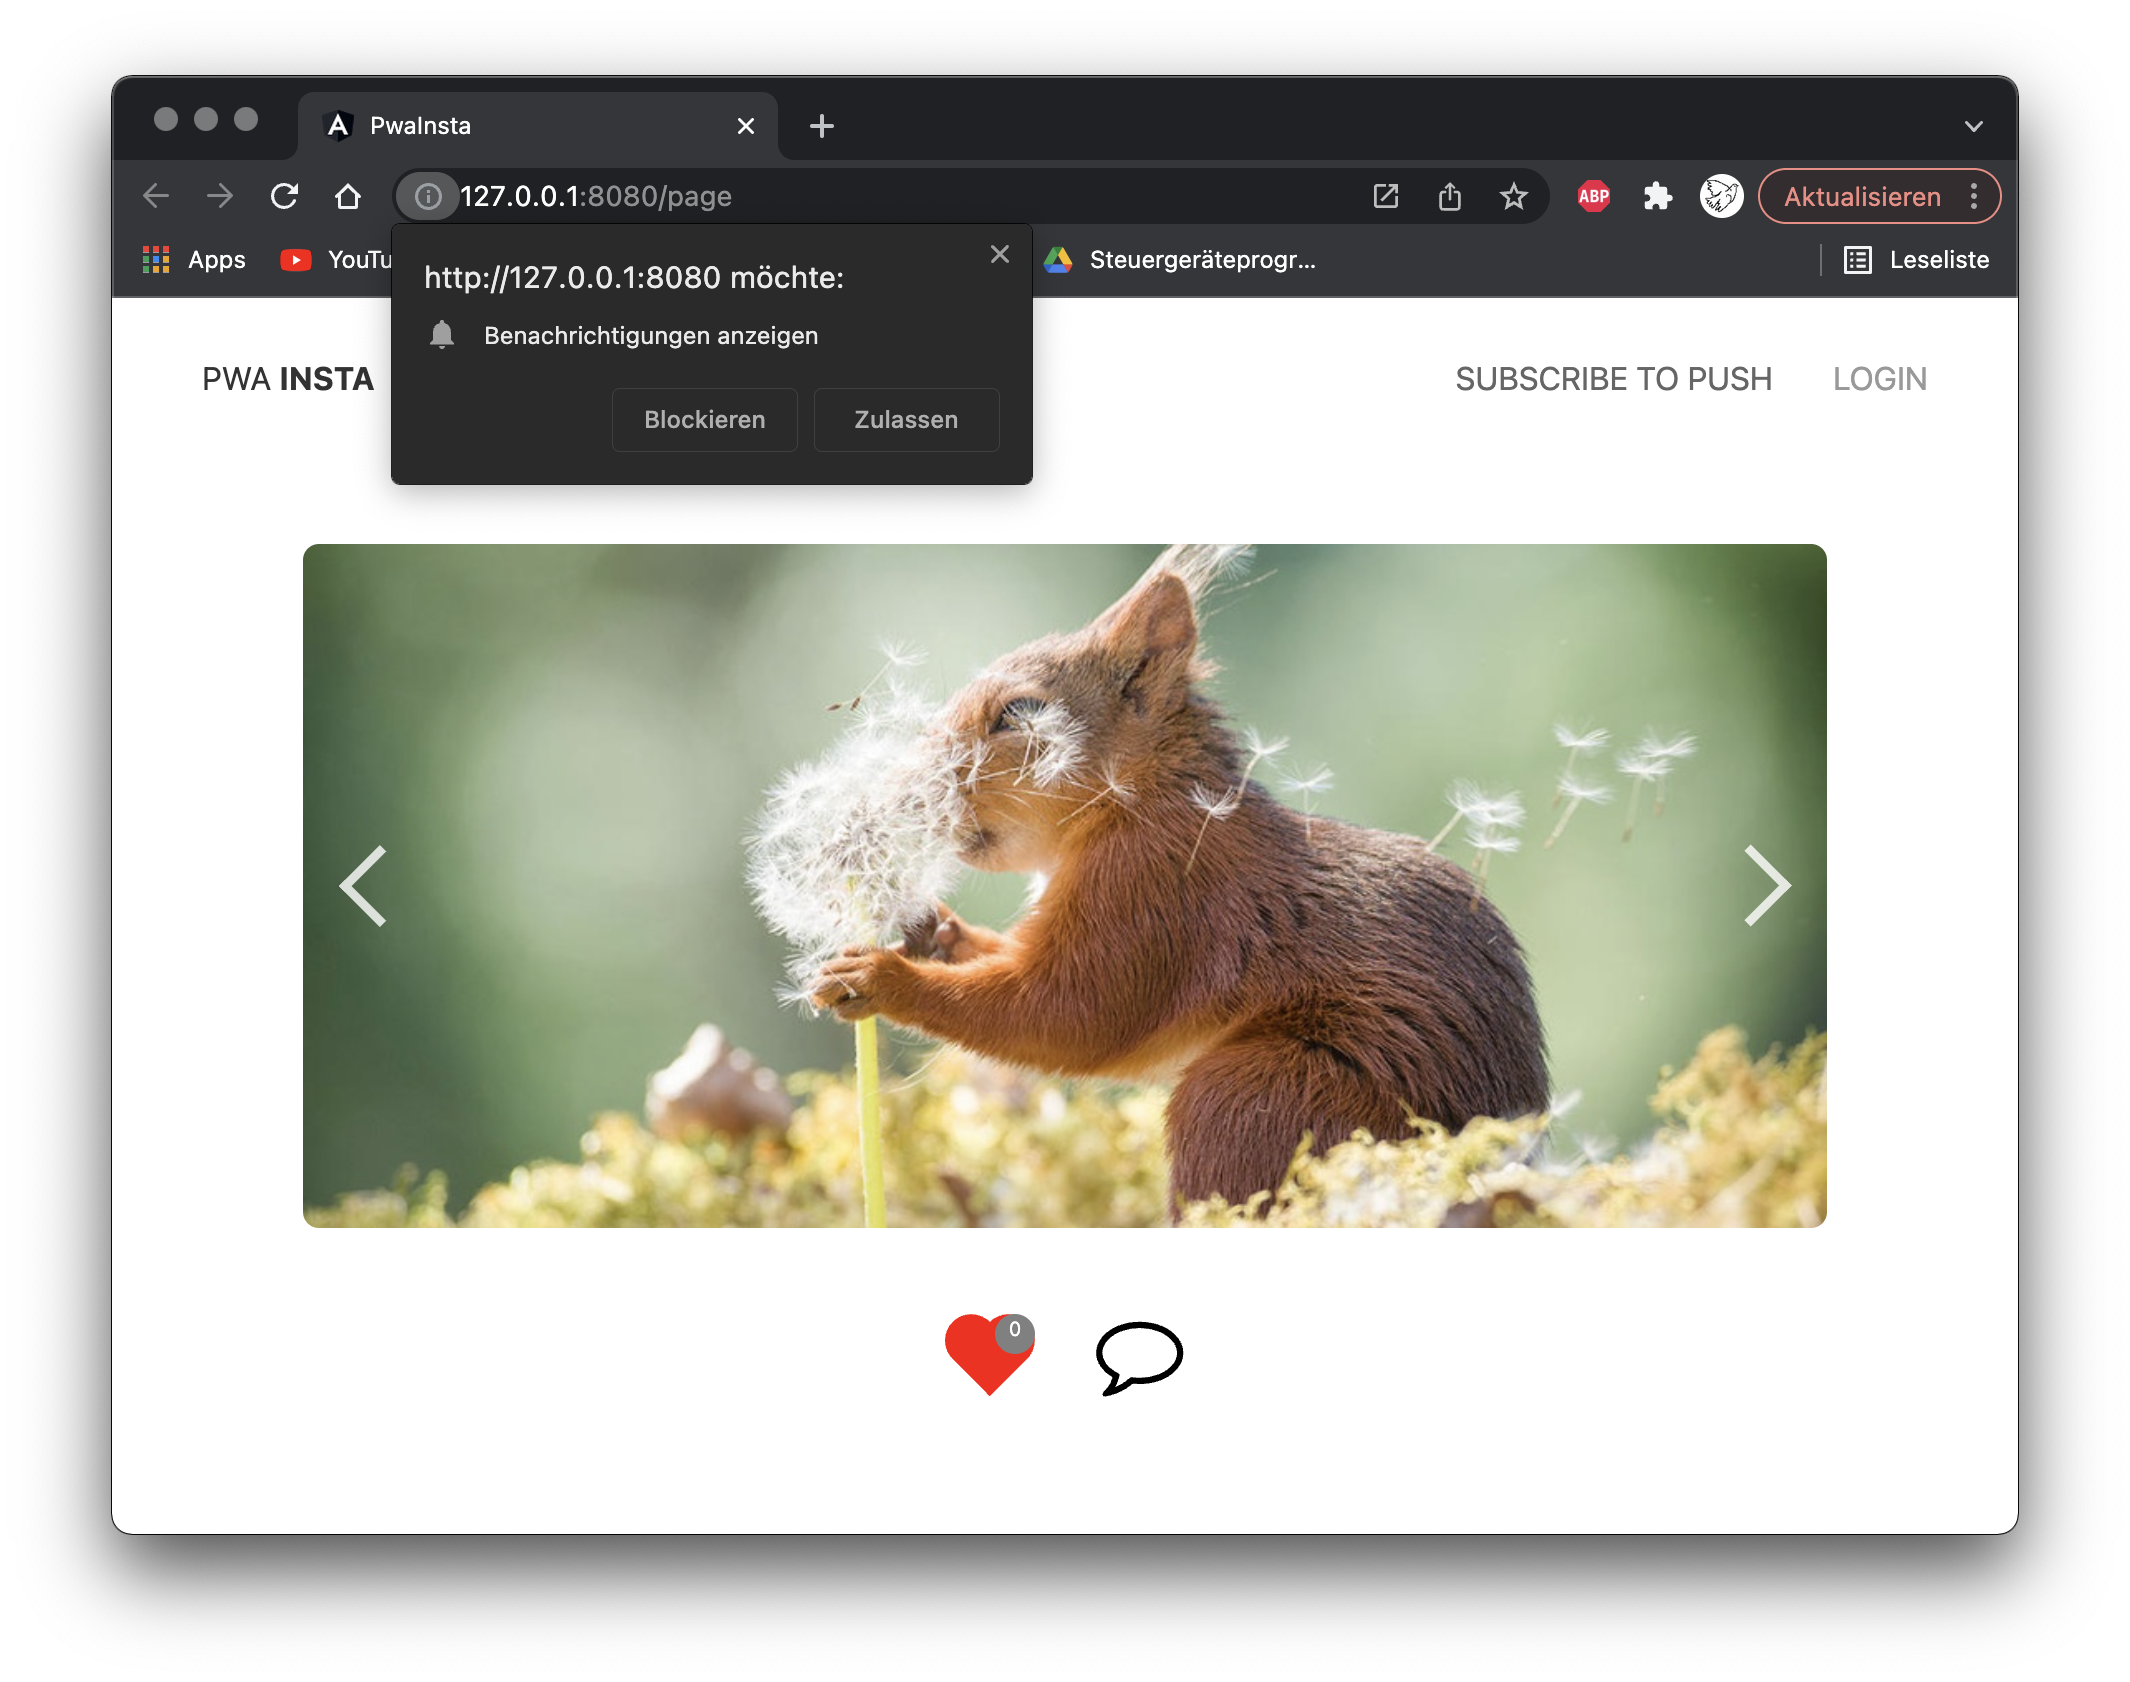 PwaInsta
127.0.0.1:8080/page
ABP
Aktualisieren
Apps
YouTu
Steuergeräteprogr...
Leseliste
http://127.0.0.1:8080 möchte:
Benachrichtigungen anzeigen
Blockieren
Zulassen
PWA INSTA
SUBSCRIBE TO PUSH
LOGIN
0